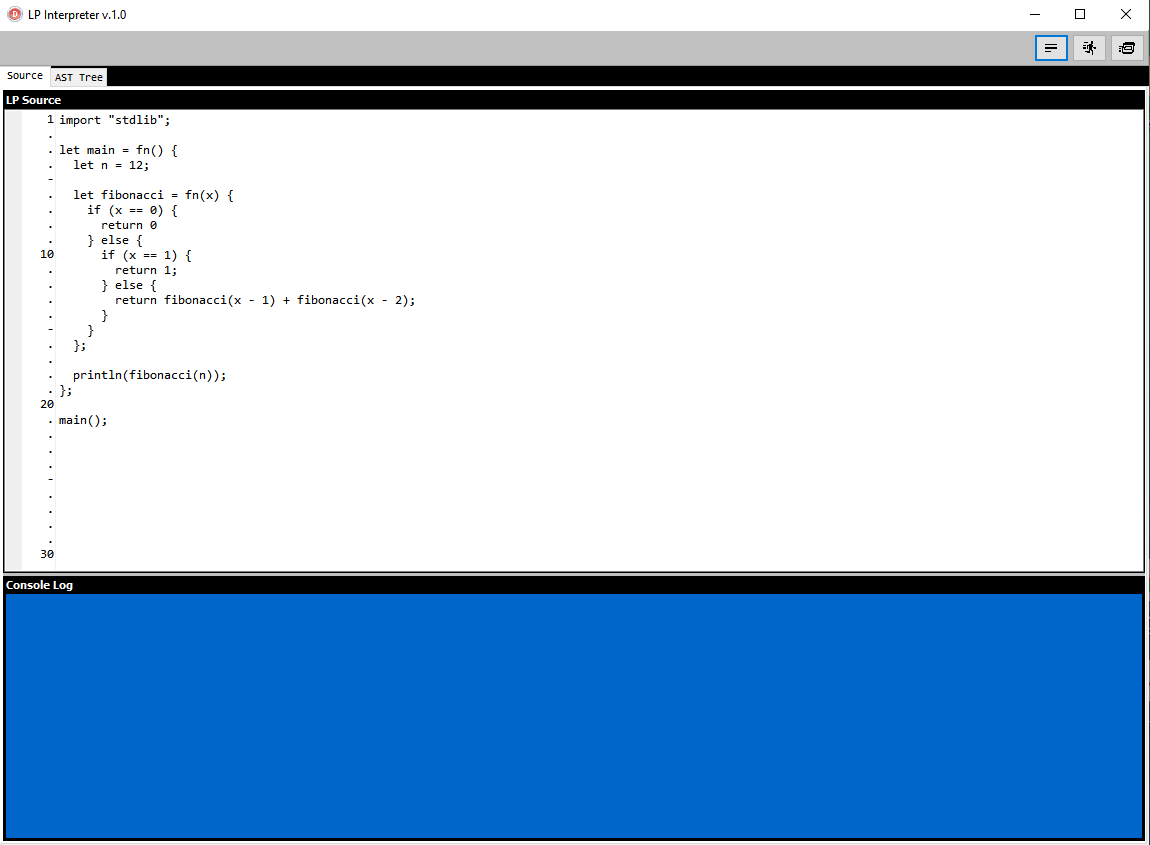 LP Interpreter v.1.0
Source AST Tree
LP Source
1 import "stdlib";
.
. let main = fn() {
.   let n = 12;
-
.   let fibonacci = fn(x) {
.     if (x == 0) {
.       return 0
.     } else {
10       if (x == 1) {
.         return 1;
.       } else {
.         return fibonacci(x - 1) + fibonacci(x - 2);
.       }
-     }
.   };
.
.   println(fibonacci(n));
. };
20
. main();
.
.
.
-
.
.
.
.
30
Console Log